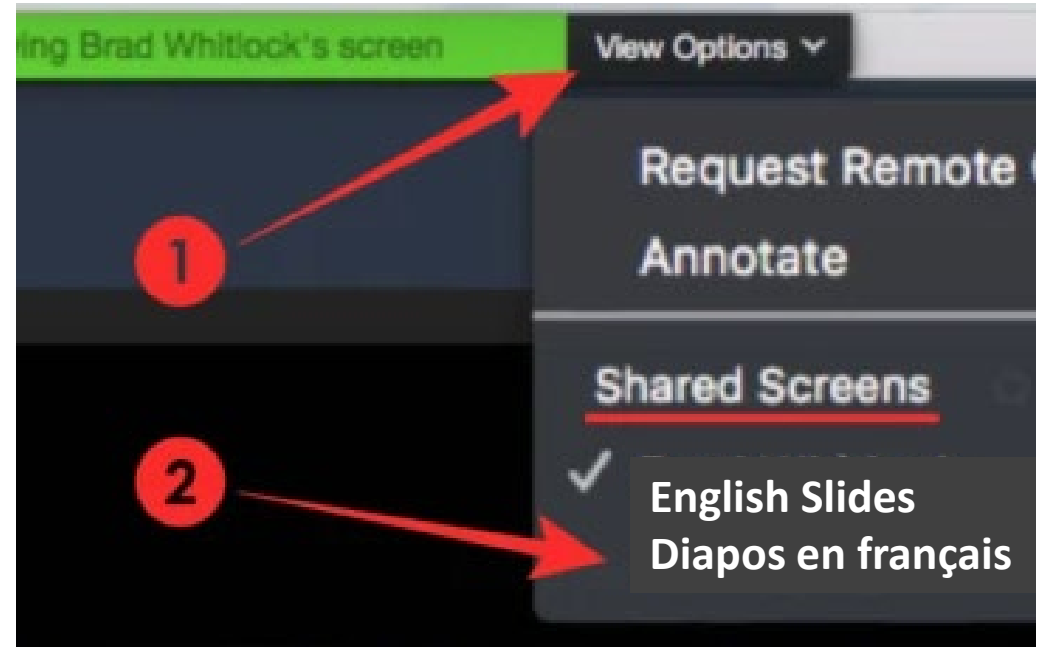 ing Brad Whitlock's screen
View Options
Request Remote
Annotate
1
Shared Screens
2
English Slides
Diapos en français